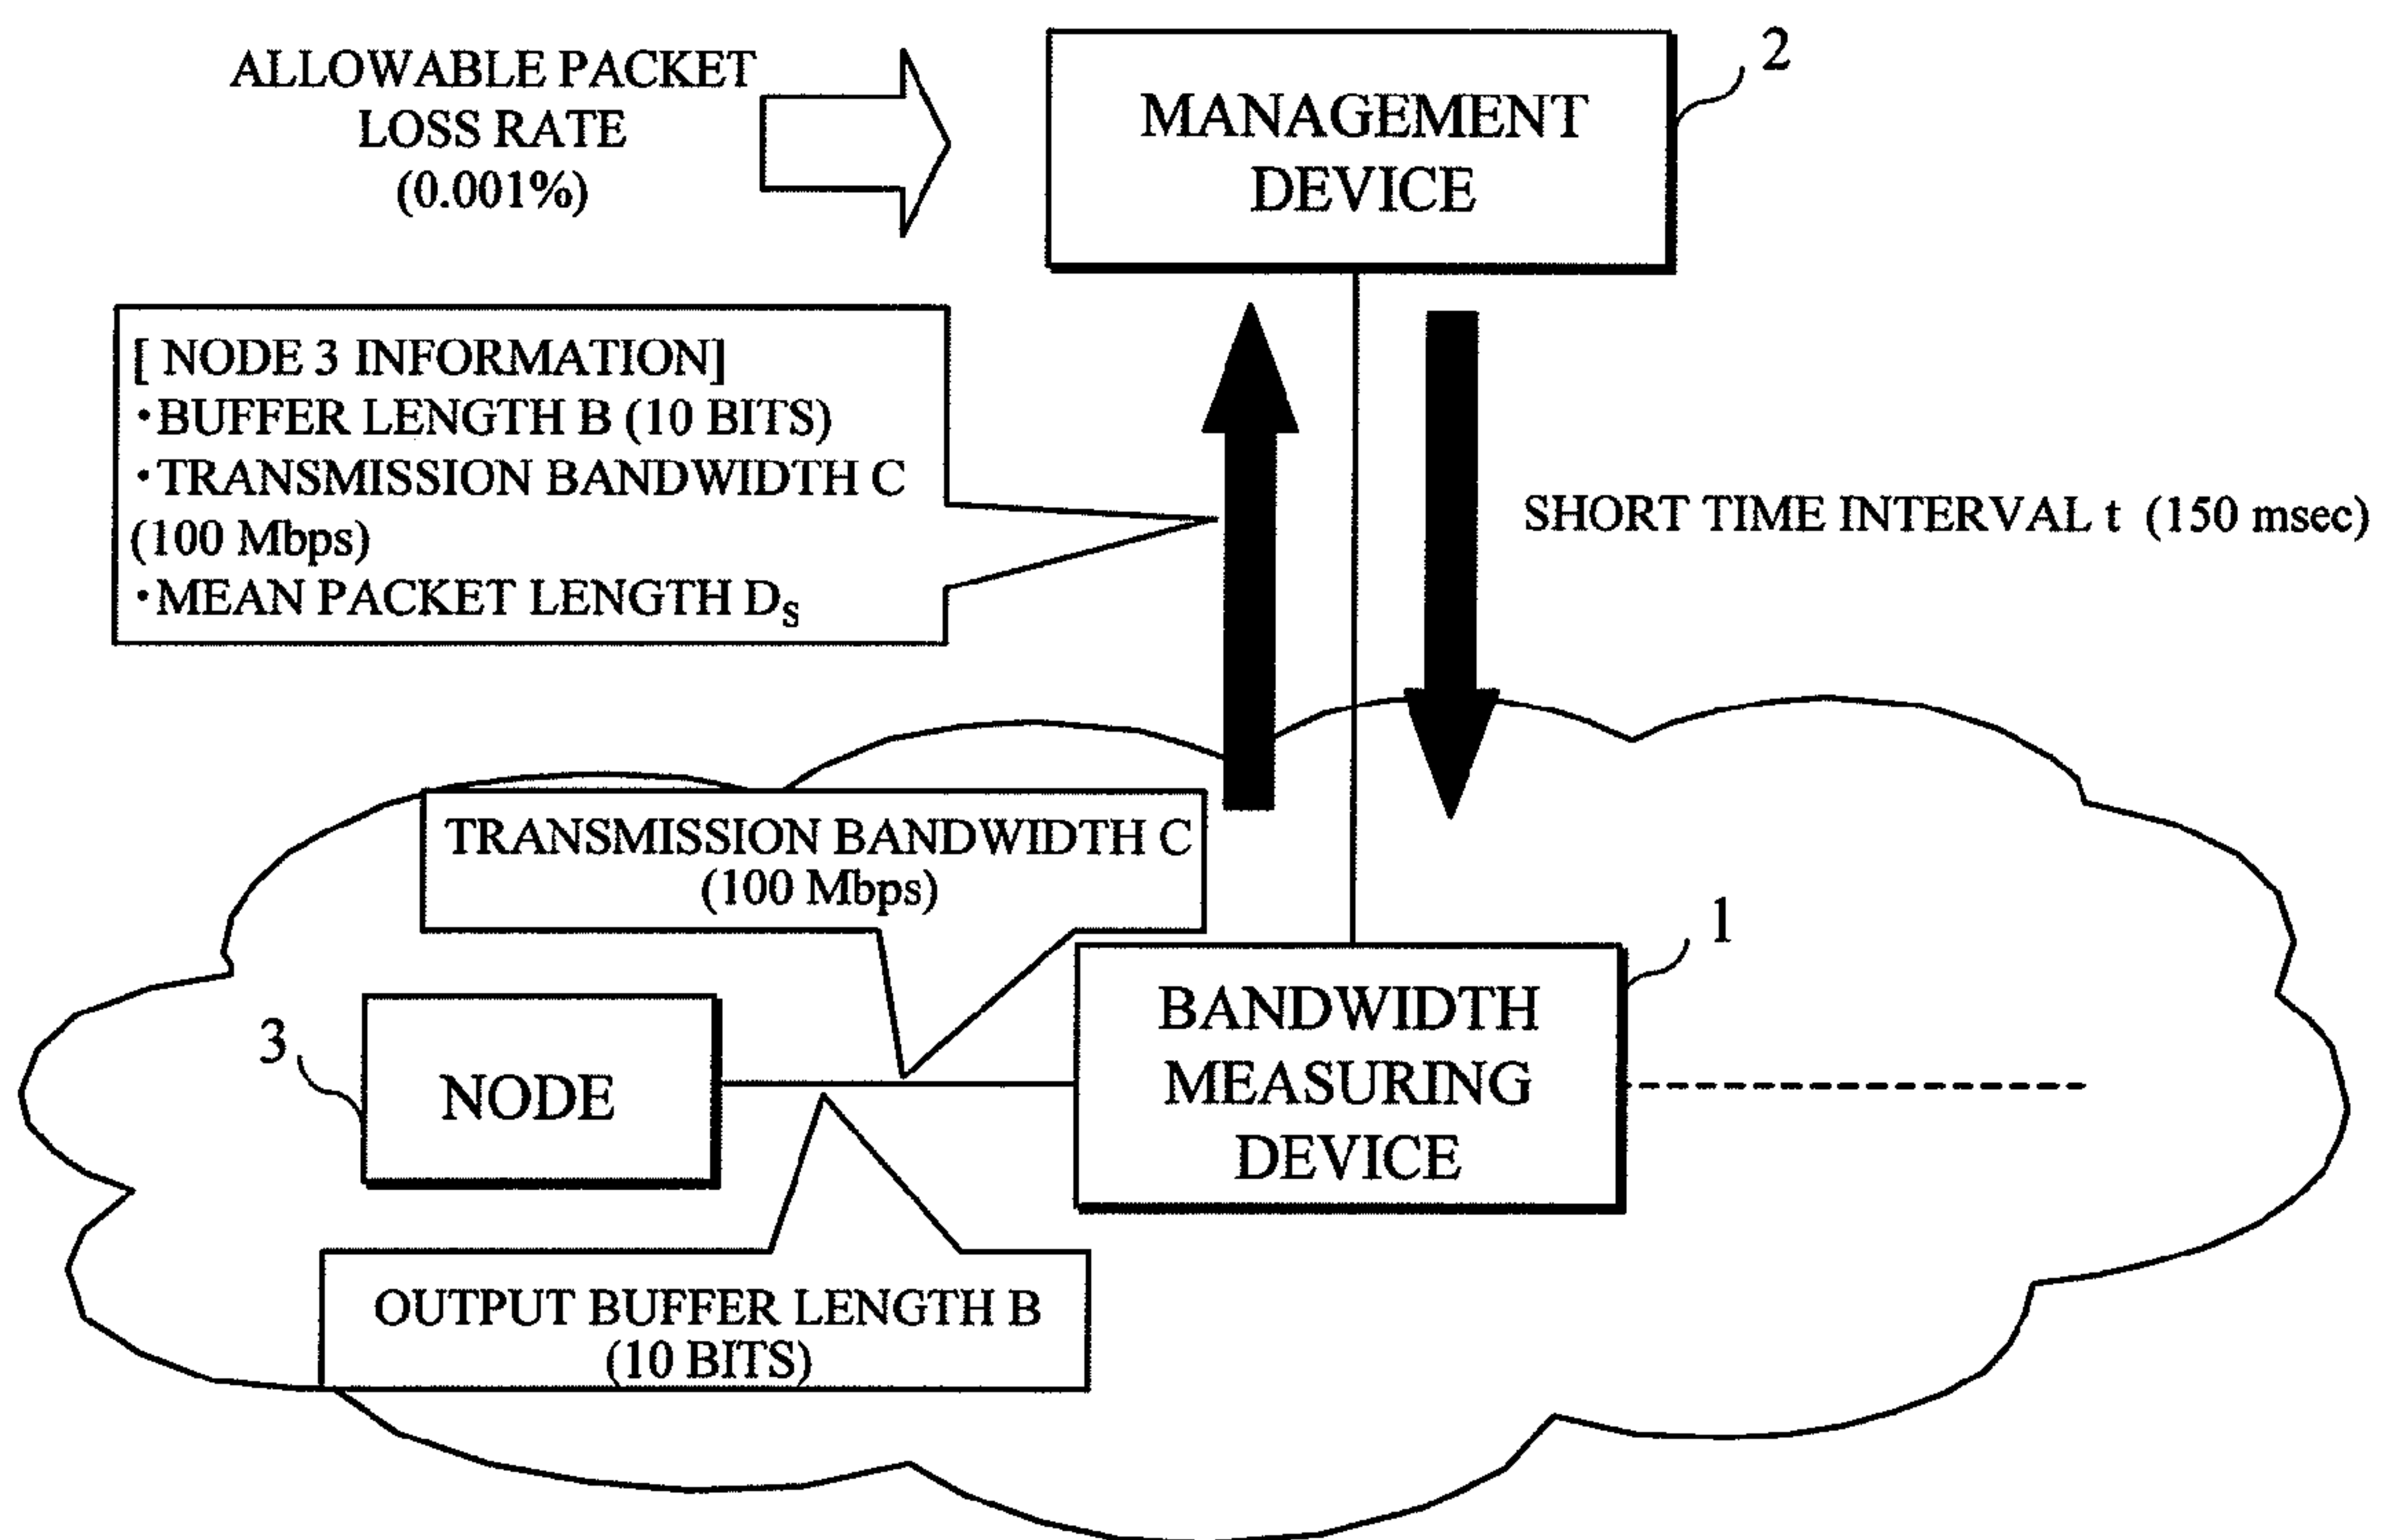 ALLOWABLE PACKET
LOSS RATE
(0.001%)
MANAGEMENT
DEVICE
2
[ NODE 3 INFORMATION]
・BUFFER LENGTH B (10 BITS)
・TRANSMISSION BANDWIDTH C
(100 Mbps)
・MEAN PACKET LENGTH DS
SHORT TIME INTERVAL t (150 msec)
TRANSMISSION BANDWIDTH C
(100 Mbps)
1
BANDWIDTH
MEASURING
DEVICE
3
NODE
OUTPUT BUFFER LENGTH B
(10 BITS)